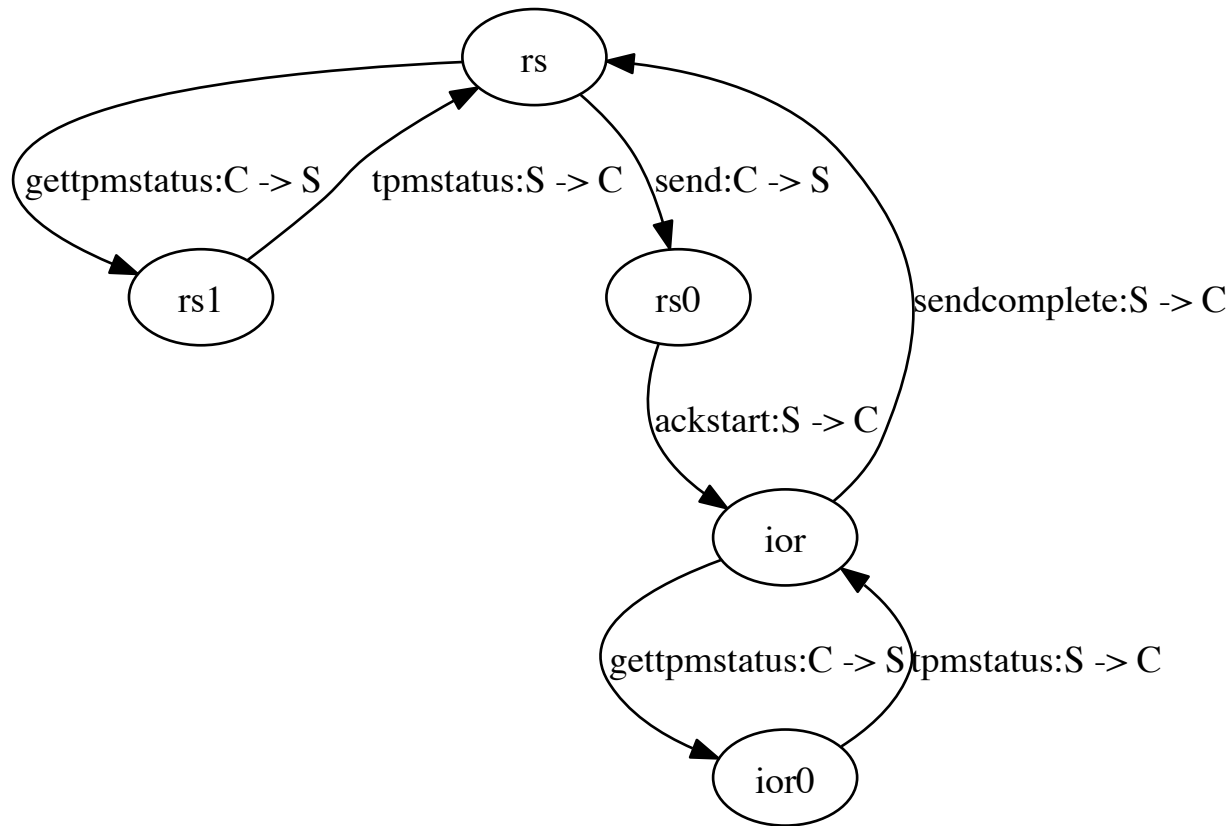 rs
gettpmstatus:C -> S
tpmstatus:S -> C
send:C -> S
rs1
rs0
sendcomplete:S -> C
ackstart:S -> C
ior
gettpmstatus:C -> S
tpmstatus:S -> C
ior0